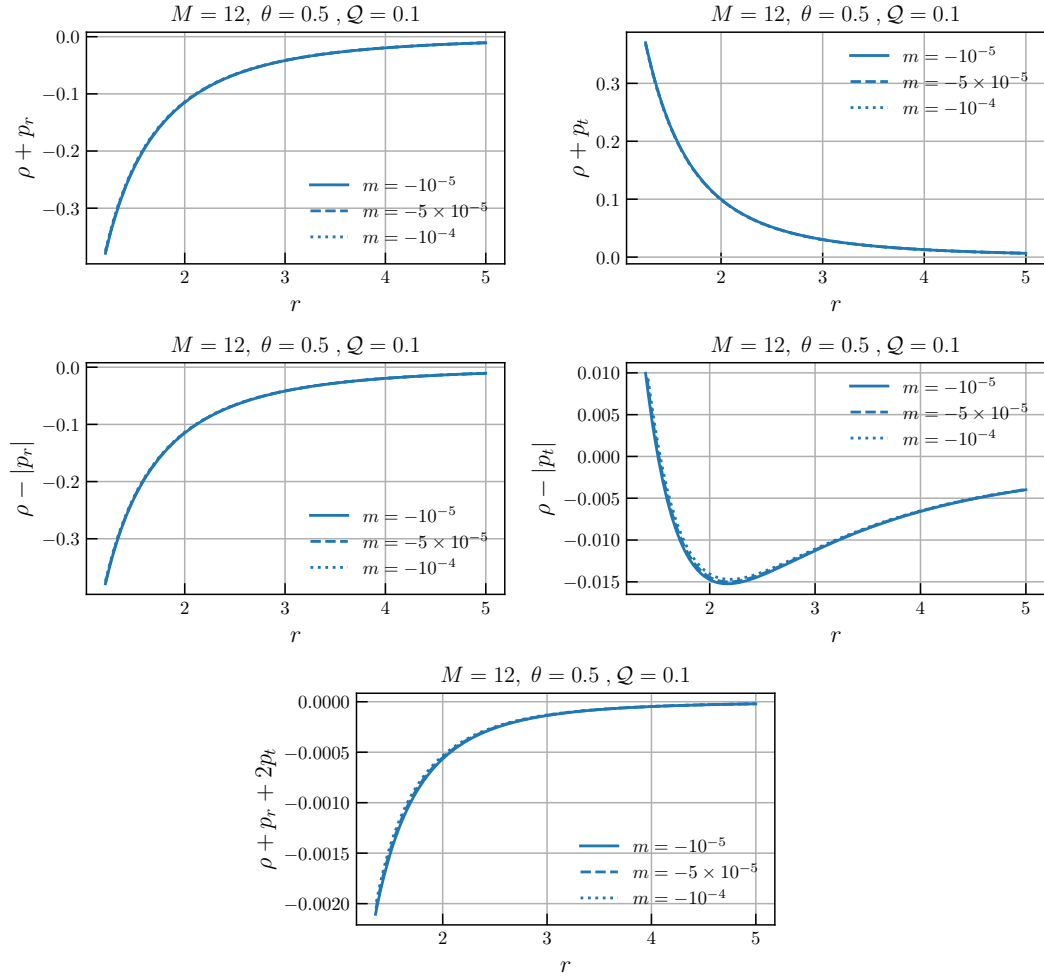 M = 12, θ = 0.5 , 𝒬 = 0.1
ρ + p_r
0.0
−0.1
−0.2
−0.3
m = −10⁻⁵
m = −5 × 10⁻⁵
m = −10⁻⁴
2 3 4 5
r
M = 12, θ = 0.5 , 𝒬 = 0.1
ρ + p_t
0.3
0.2
0.1
0.0
m = −10⁻⁵
m = −5 × 10⁻⁵
m = −10⁻⁴
2 3 4 5
r
M = 12, θ = 0.5 , 𝒬 = 0.1
ρ − |p_r|
0.0
−0.1
−0.2
−0.3
m = −10⁻⁵
m = −5 × 10⁻⁵
m = −10⁻⁴
2 3 4 5
r
M = 12, θ = 0.5 , 𝒬 = 0.1
ρ − |p_t|
0.010
0.005
0.000
−0.005
−0.010
−0.015
m = −10⁻⁵
m = −5 × 10⁻⁵
m = −10⁻⁴
2 3 4 5
r
M = 12, θ = 0.5 , 𝒬 = 0.1
ρ + p_r + 2p_t
0.0000
−0.0005
−0.0010
−0.0015
−0.0020
m = −10⁻⁵
m = −5 × 10⁻⁵
m = −10⁻⁴
2 3 4 5
r